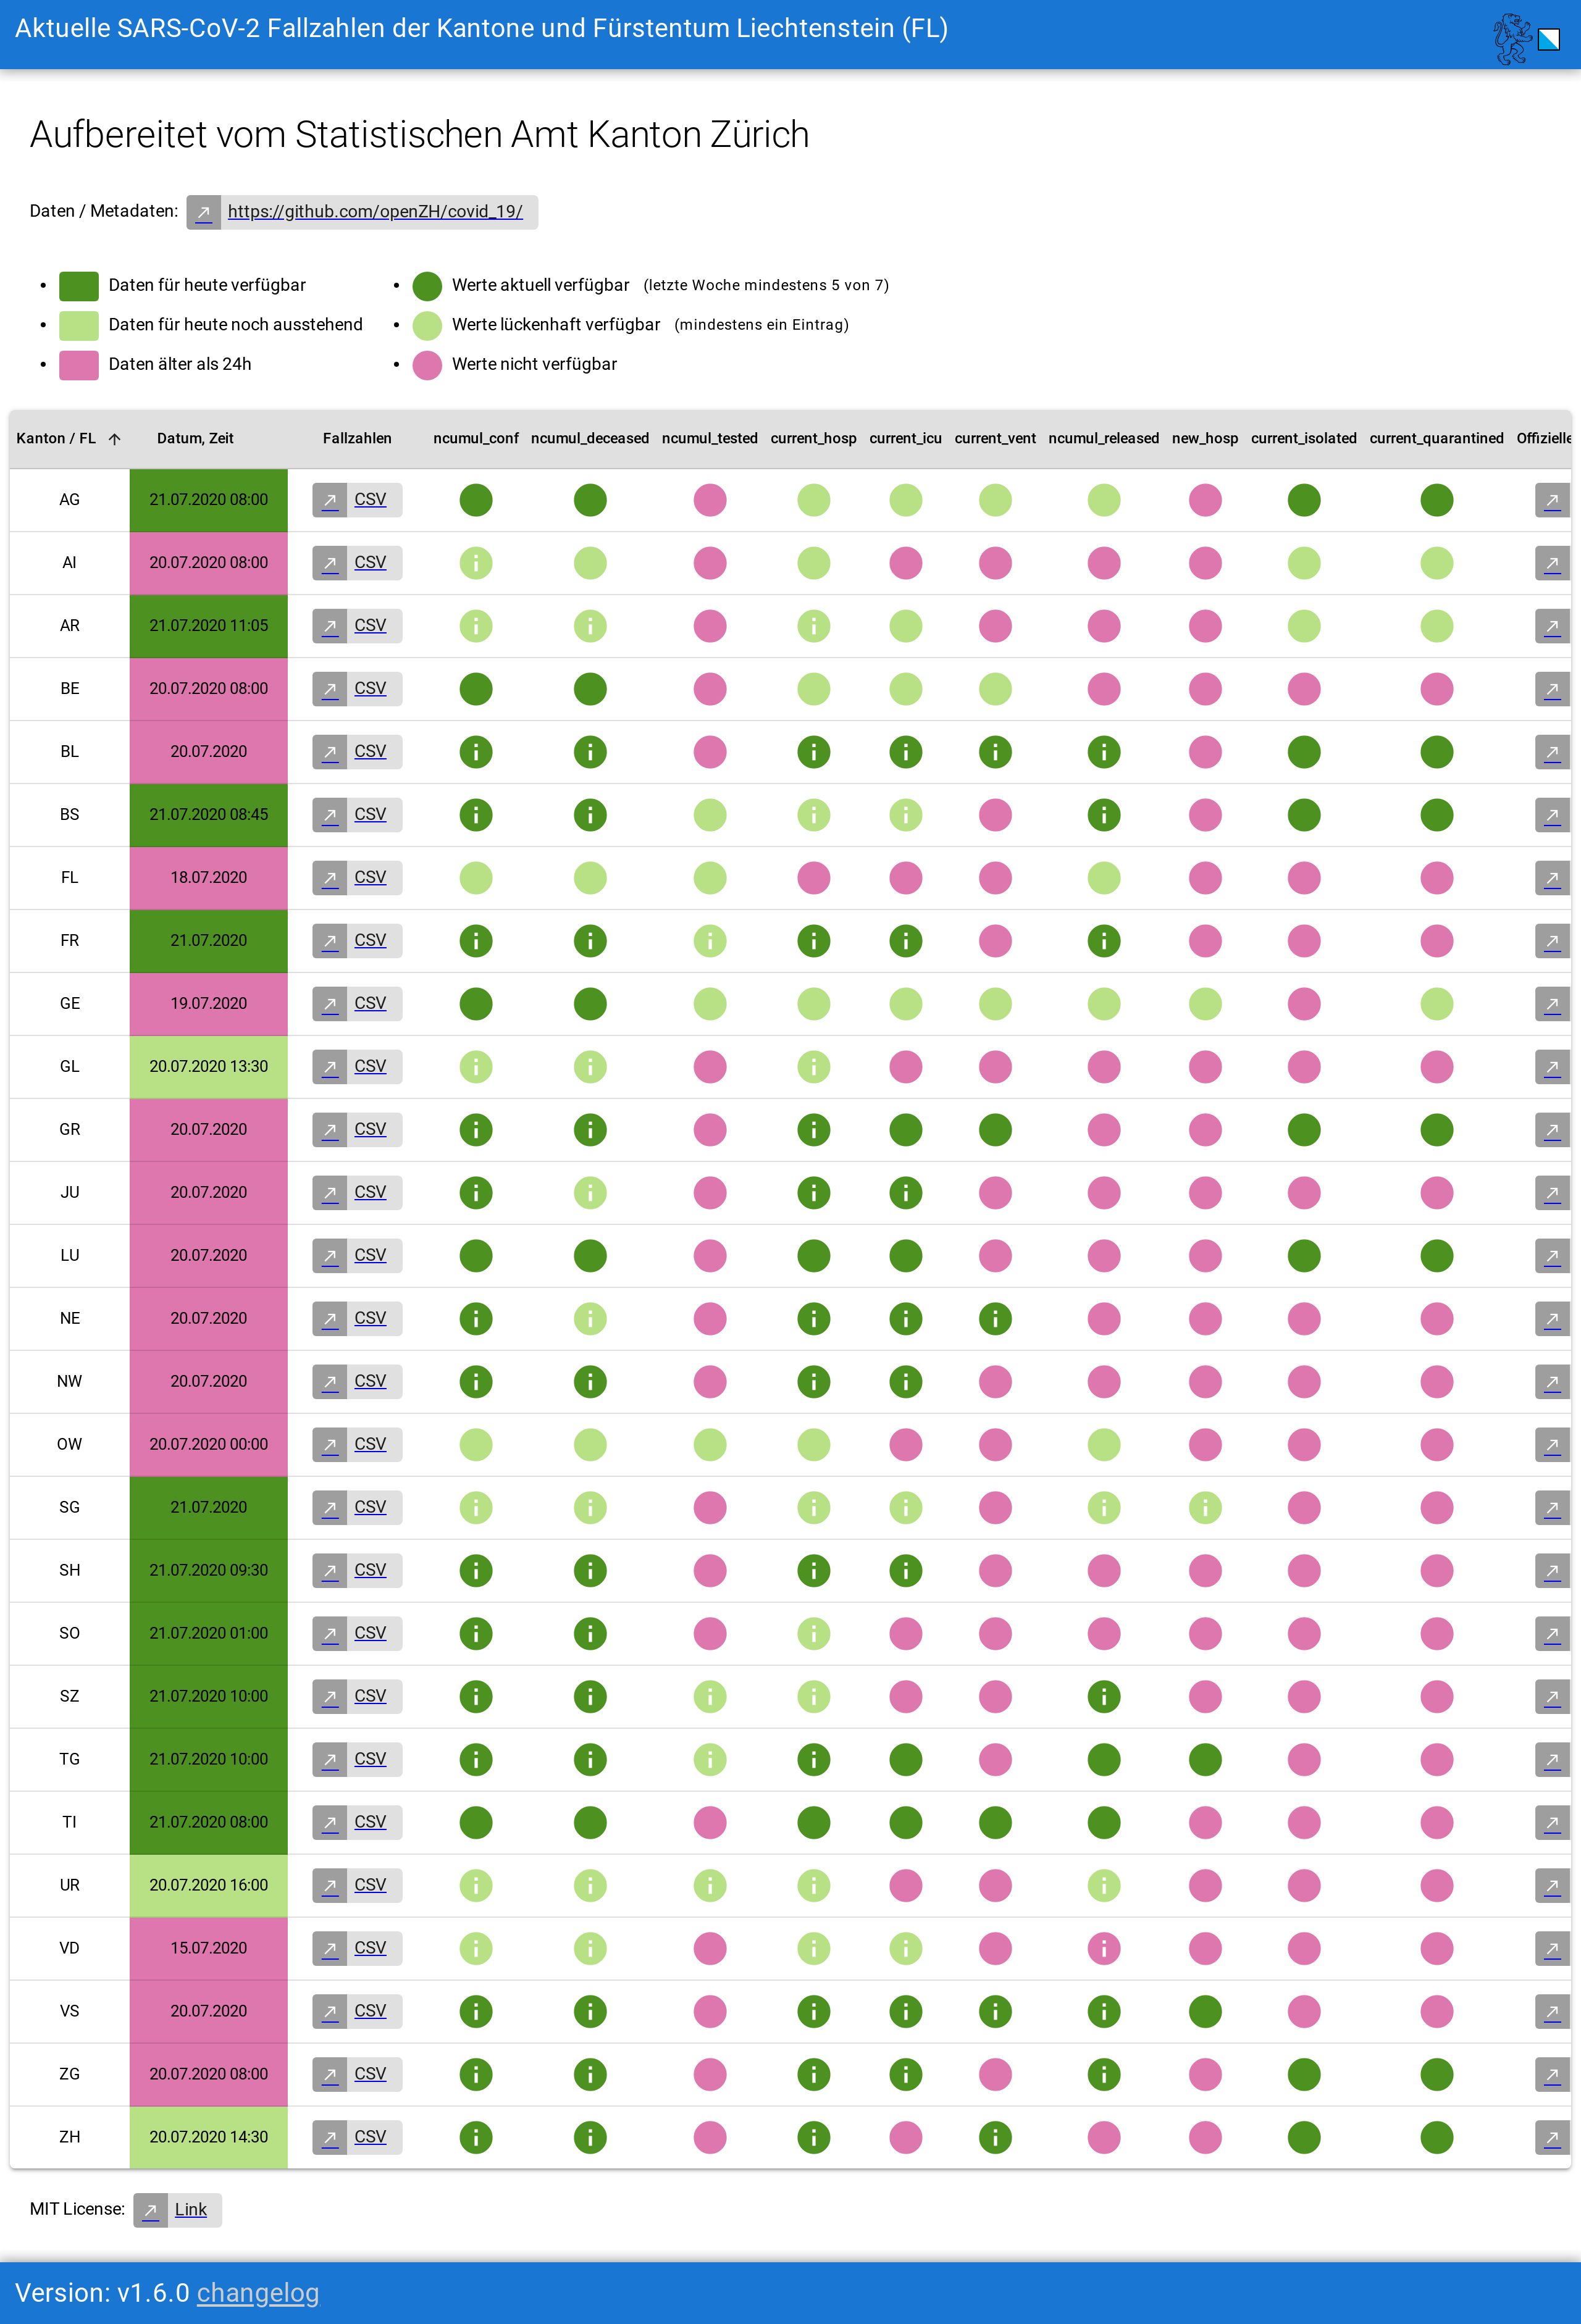 Aktuelle SARS-CoV-2 Fallzahlen der Kantone und Fürstentum Liechtenstein (FL)
Aufbereitet vom Statistischen Amt Kanton Zürich
Daten / Metadaten: https://github.com/openZH/covid_19/
Daten für heute verfügbar
Daten für heute noch ausstehend
Daten älter als 24h
Werte aktuell verfügbar (letzte Woche mindestens 5 von 7)
Werte lückenhaft verfügbar (mindestens ein Eintrag)
Werte nicht verfügbar
Kanton / FL Datum, Zeit Fallzahlen ncumul_conf ncumul_deceased ncumul_tested current_hosp current_icu current_vent ncumul_released new_hosp current_isolated current_quarantined Offizielle
AG 21.07.2020 08:00 CSV
AI 20.07.2020 08:00 CSV
AR 21.07.2020 11:05 CSV
BE 20.07.2020 08:00 CSV
BL 20.07.2020 CSV
BS 21.07.2020 08:45 CSV
FL 18.07.2020 CSV
FR 21.07.2020 CSV
GE 19.07.2020 CSV
GL 20.07.2020 13:30 CSV
GR 20.07.2020 CSV
JU 20.07.2020 CSV
LU 20.07.2020 CSV
NE 20.07.2020 CSV
NW 20.07.2020 CSV
OW 20.07.2020 00:00 CSV
SG 21.07.2020 CSV
SH 21.07.2020 09:30 CSV
SO 21.07.2020 01:00 CSV
SZ 21.07.2020 10:00 CSV
TG 21.07.2020 10:00 CSV
TI 21.07.2020 08:00 CSV
UR 20.07.2020 16:00 CSV
VD 15.07.2020 CSV
VS 20.07.2020 CSV
ZG 20.07.2020 08:00 CSV
ZH 20.07.2020 14:30 CSV
MIT License: Link
Version: v1.6.0 changelog